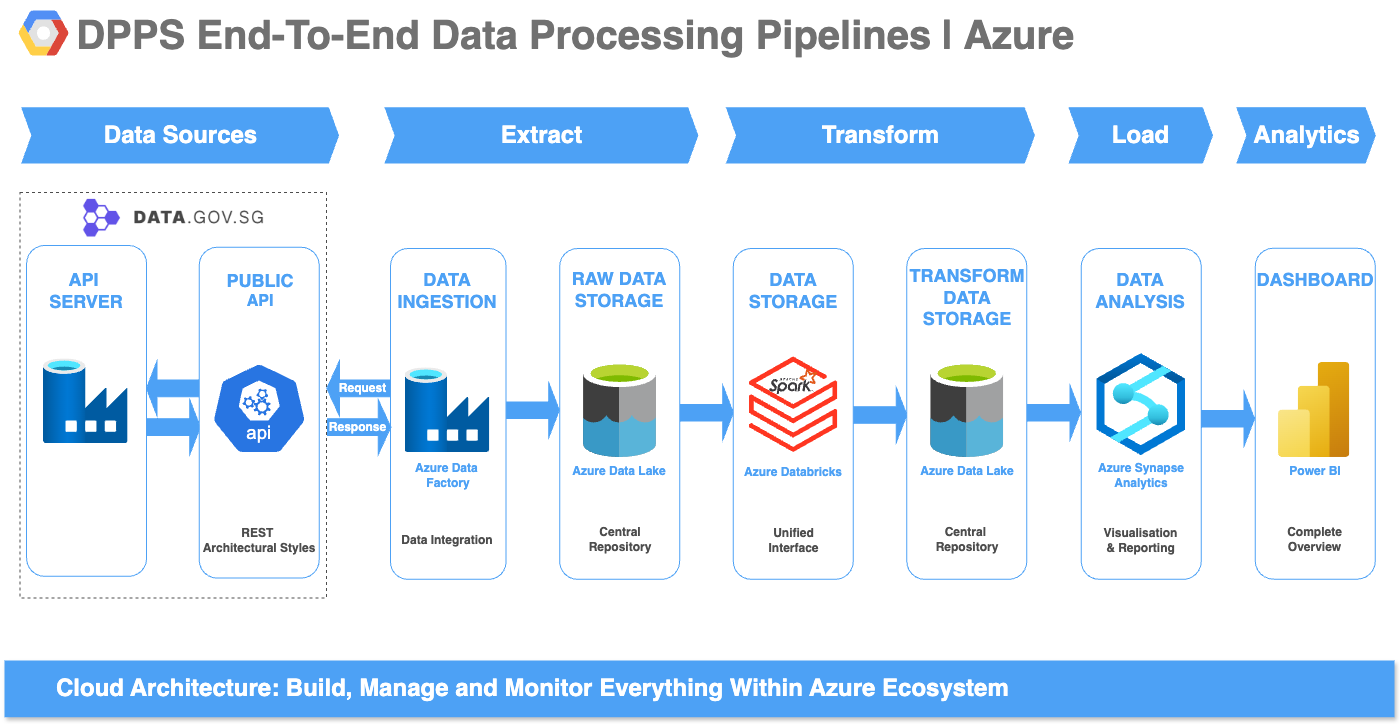 DPPS End-To-End Data Processing Pipelines | Azure
Data Sources
Extract
Transform
Load
Analytics
DATA.GOV.SG
API
SERVER
PUBLIC
API
api
REST
Architectural Styles
Request
Response
DATA
INGESTION
Azure Data
Factory
Data Integration
RAW DATA
STORAGE
Azure Data Lake
Central
Repository
DATA
STORAGE
APACHE
Spark
Azure Databricks
Unified
Interface
TRANSFORM
DATA
STORAGE
Azure Data Lake
Central
Repository
DATA
ANALYSIS
Azure Synapse
Analytics
Visualisation
& Reporting
DASHBOARD
Power BI
Complete
Overview
Cloud Architecture: Build, Manage and Monitor Everything Within Azure Ecosystem